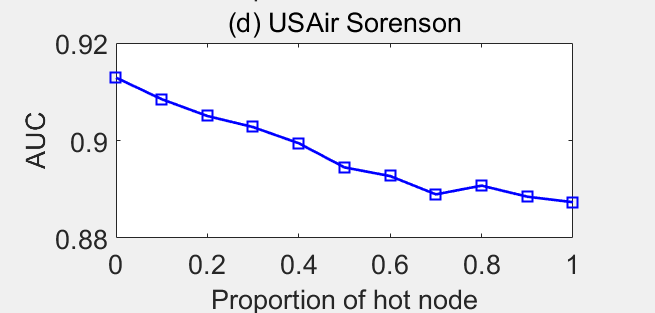 (d) USAir Sorenson
0.92
0.9
0.88
AUC
0 0.2 0.4 0.6 0.8 1
Proportion of hot node